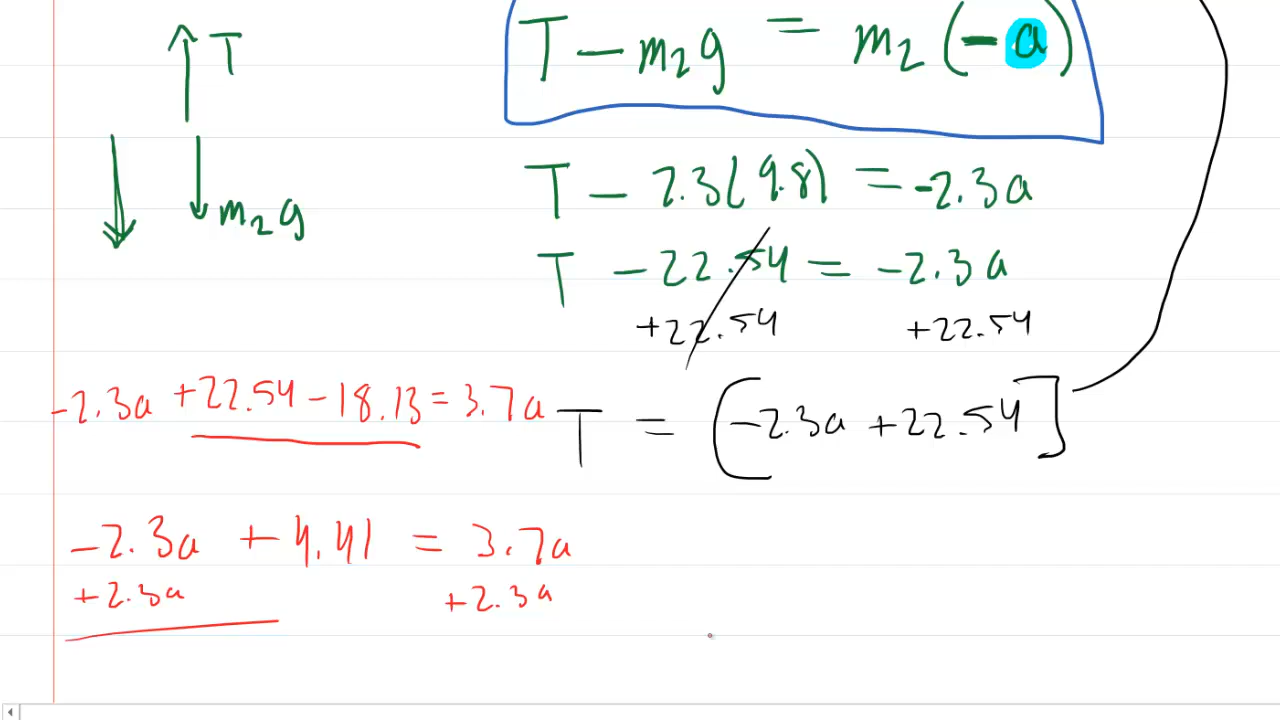 T
T - m₂g = m₂(-a)
m₂g
T - 2.3(9.8) = -2.3a
T - 22.54 = -2.3a
+22.54 +22.54
-2.3a +22.54 - 18.13 = 3.7a
T = (-2.3a + 22.54]
-2.3a + 4.41 = 3.7a
+2.3a +2.3a